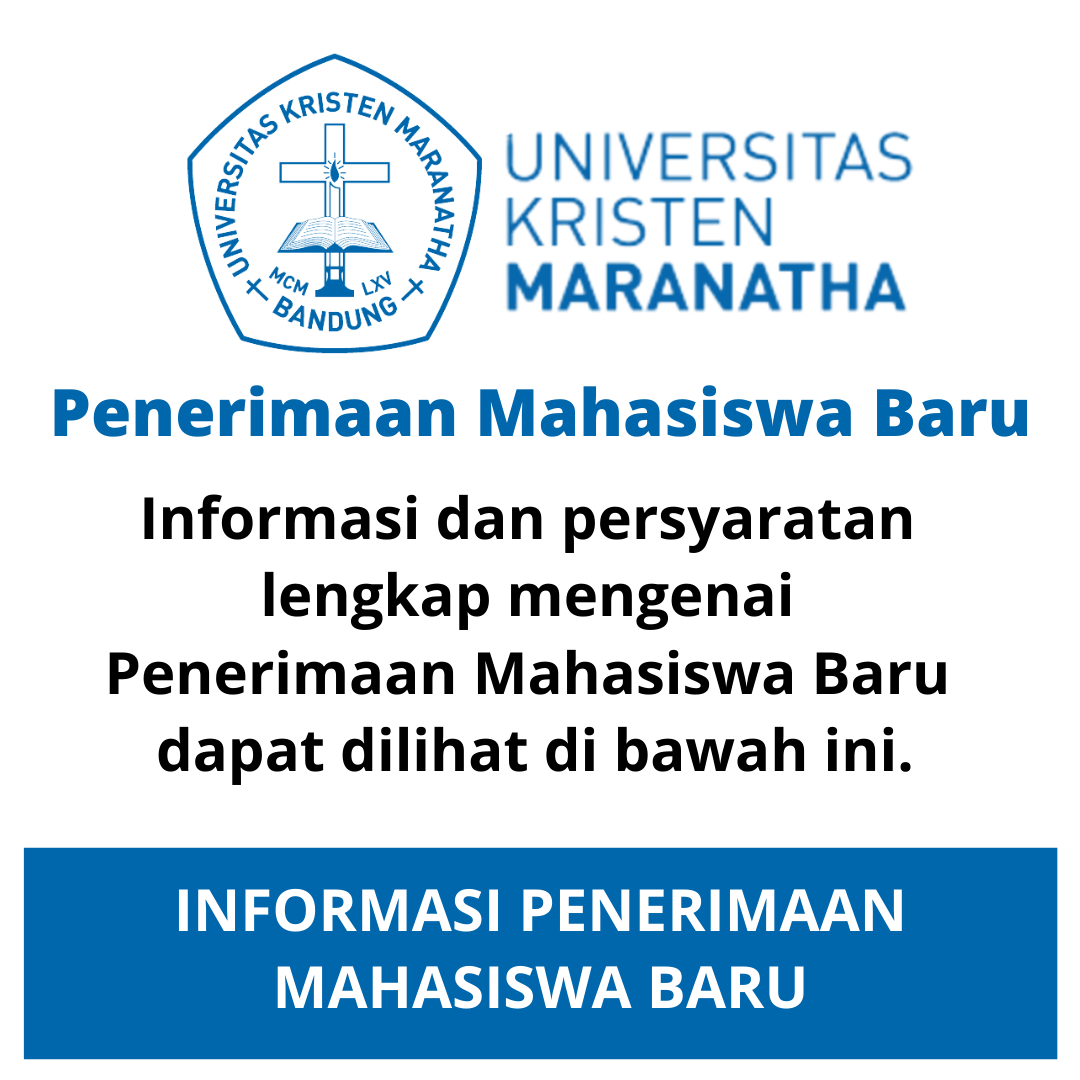 UNIVERSITAS KRISTEN MARANATHA
MCM LXV
BANDUNG
UNIVERSITAS
KRISTEN
MARANATHA
Penerimaan Mahasiswa Baru
Informasi dan persyaratan
lengkap mengenai
Penerimaan Mahasiswa Baru
dapat dilihat di bawah ini.
INFORMASI PENERIMAAN
MAHASISWA BARU